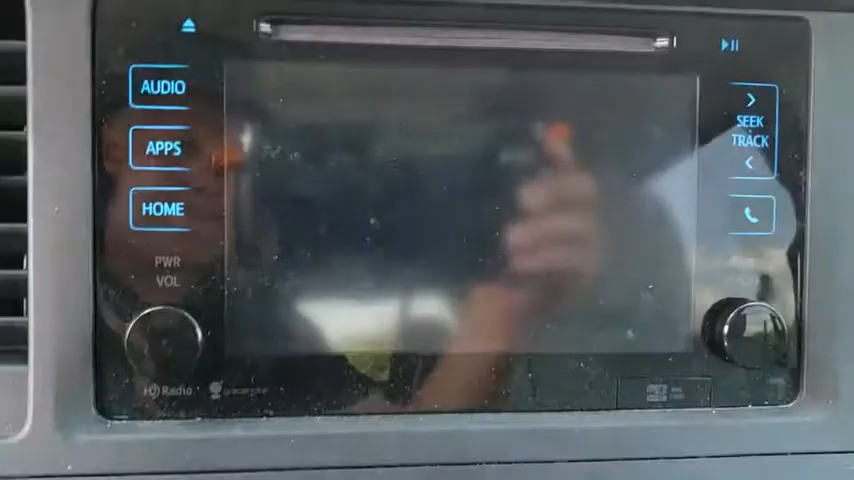 AUDIO
APPS
HOME
PWR
VOL
HD Radio
SEEK
TRACK